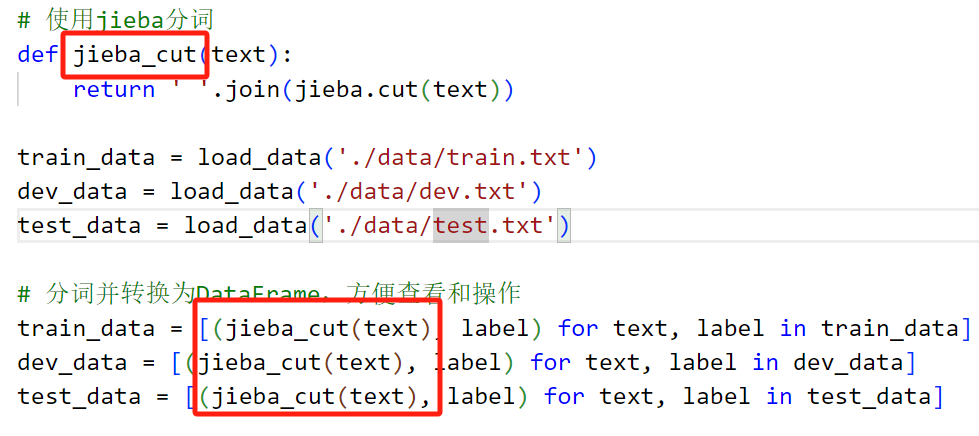 # 使用jieba分词
def jieba_cut(text):
return ' '.join(jieba.cut(text))
train_data = load_data('./data/train.txt')
dev_data = load_data('./data/dev.txt')
test_data = load_data('./data/test.txt')
# 分词并转换为DataFrame，方便查看和操作
train_data = [(jieba_cut(text), label) for text, label in train_data]
dev_data = [(jieba_cut(text), label) for text, label in dev_data]
test_data = [(jieba_cut(text), label) for text, label in test_data]